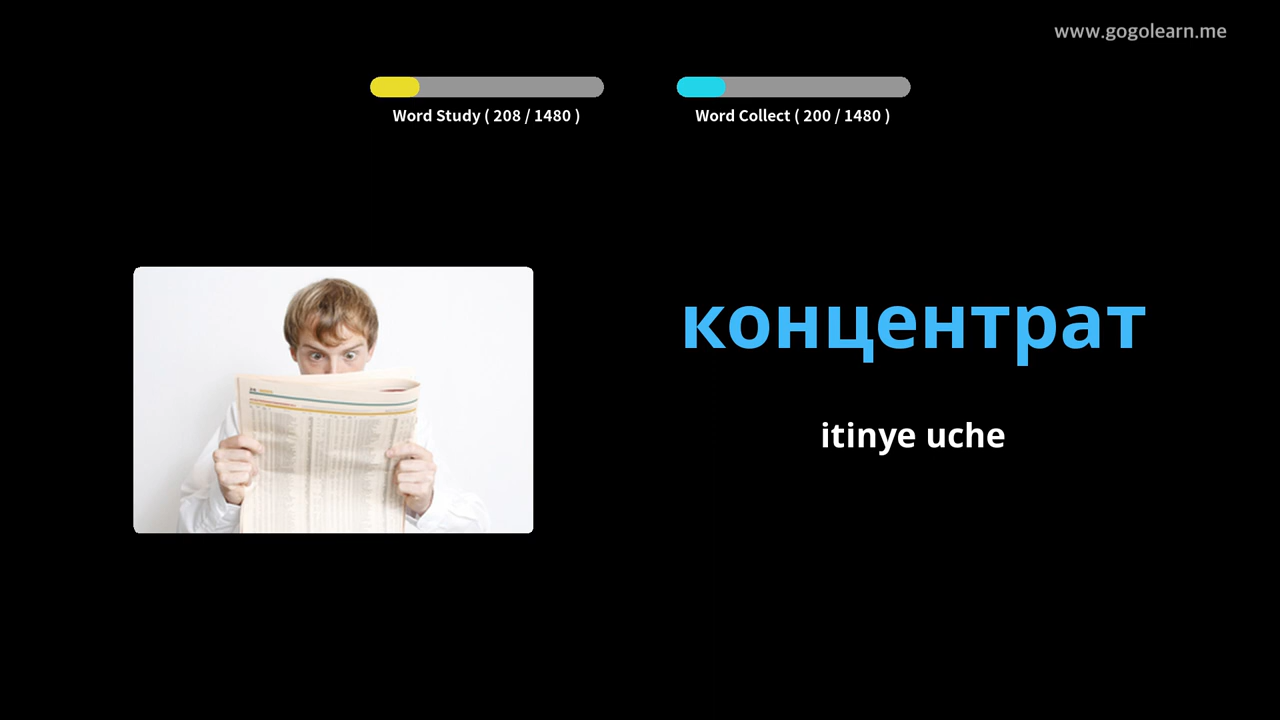 www.gogolearn.me
Word Study ( 208 / 1480 )
Word Collect ( 200 / 1480 )
концентрат
itinye uche